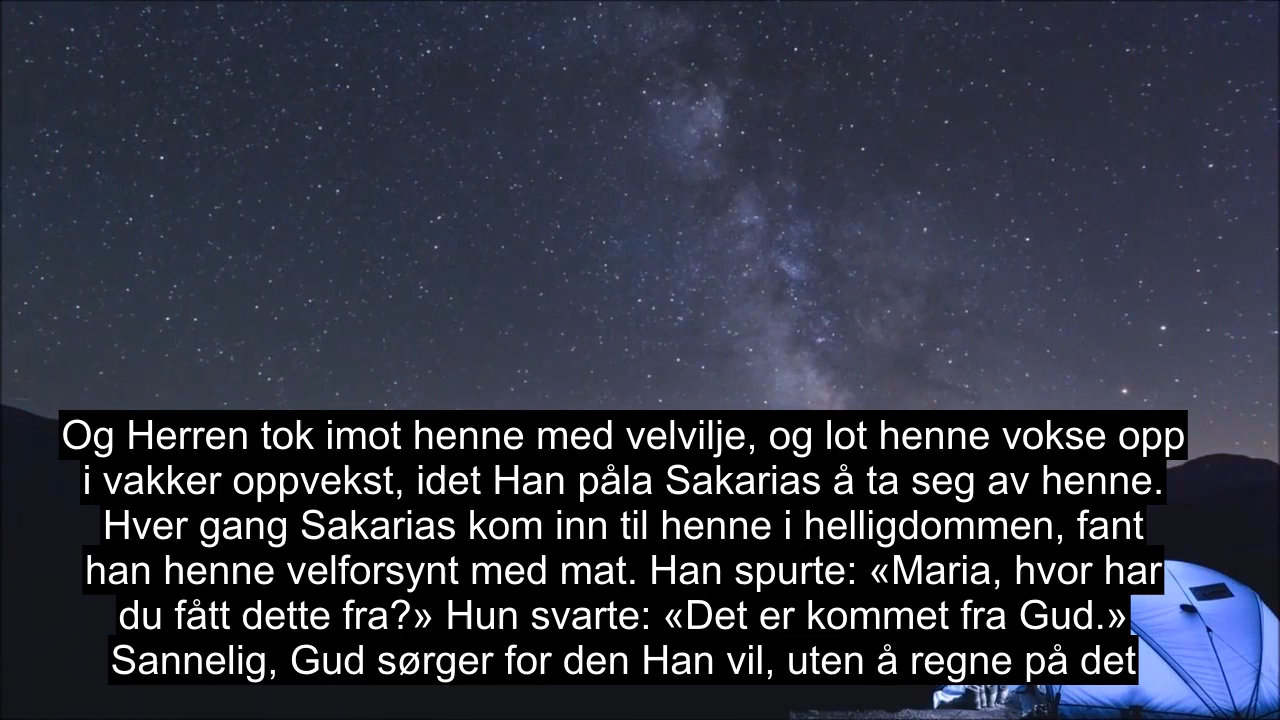 Og Herren tok imot henne med velvilje, og lot henne vokse opp
i vakker oppvekst, idet Han påla Sakarias å ta seg av henne.
Hver gang Sakarias kom inn til henne i helligdommen, fant
han henne velforsynt med mat. Han spurte: «Maria, hvor har
du fått dette fra?» Hun svarte: «Det er kommet fra Gud.»
Sannelig, Gud sørger for den Han vil, uten å regne på det